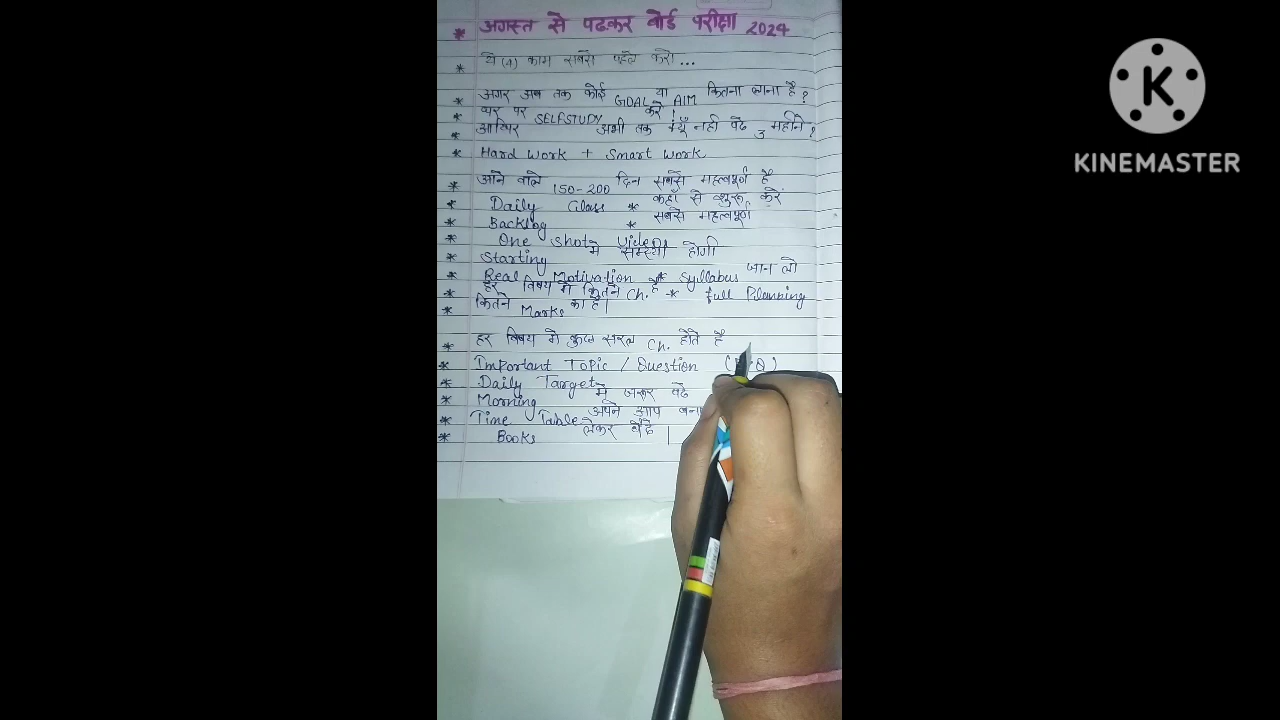 * अगस्त से पढकर बोर्ड परीक्षा 2024
* ये (4) काम सबसे पहले करो...
* अगर अब तक कोई GOAL या AIM कितना बना है?
* घर पर SELFSTUDY करे!
* आखिर अभी तक क्यूँ नही पढे 3 महीने?
* Hard Work + Smart Work
* आने वाले 150-200 दिन सबसे महत्वपूर्ण है
* Daily Class * कहाँ से शुरू करें
* Backlog * सबसे महत्वपूर्ण
* One Shot Video
* Starting में समस्या होगी
* Real Motivation * Syllabus जान लो
* हर विषय में कितने Ch. है * full Planning
* कितने Marks का है।
* हर विषय में कुछ सरल Ch. होते है
* Important Topic / Question
* Daily Target
* Morning में जरूर पढे
* Time Table अपने आप बना
* Books लेकर बैठे |
K
KINEMASTER